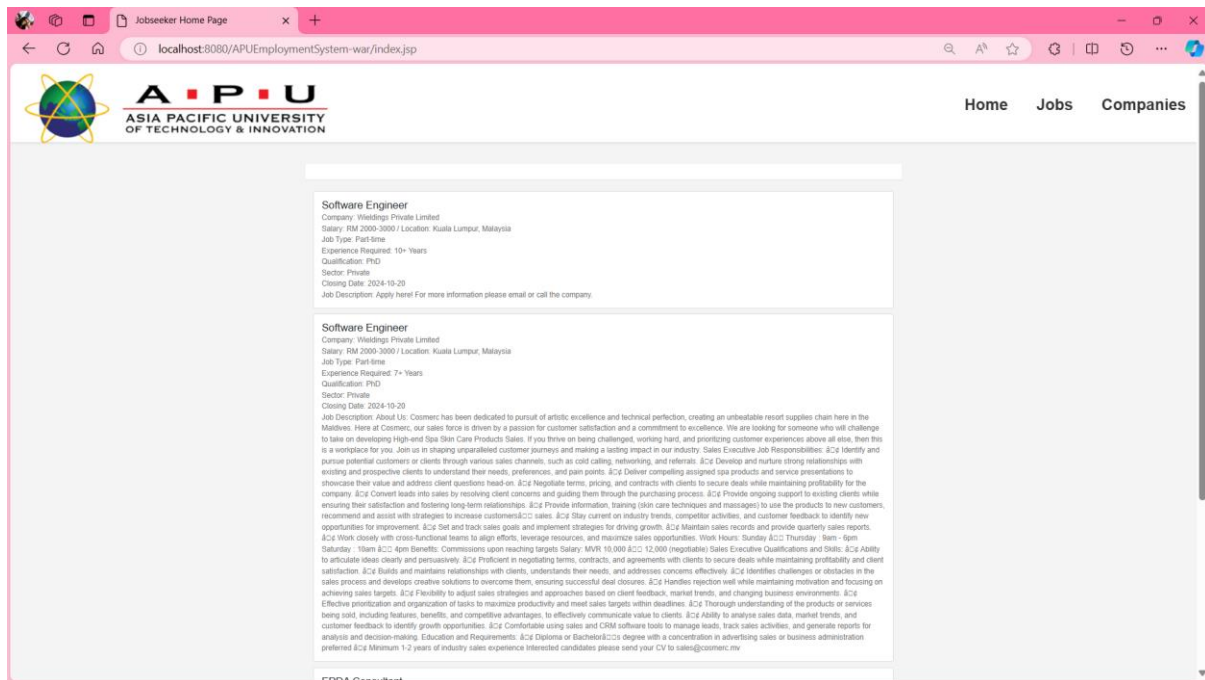 Jobseeker Home Page
localhost:8080/APUEmploymentSystem-war/index.jsp
A P U
ASIA PACIFIC UNIVERSITY
OF TECHNOLOGY & INNOVATION
Home Jobs Companies
Software Engineer
Company: Wieldings Private Limited
Salary: RM 2000-3000 / Location: Kuala Lumpur, Malaysia
Job Type: Part-time
Experience Required: 10+ Years
Qualification: PhD
Sector: Private
Closing Date: 2024-10-20
Job Description: Apply here! For more information please email or call the company.
Software Engineer
Company: Wieldings Private Limited
Salary: RM 2000-3000 / Location: Kuala Lumpur, Malaysia
Job Type: Part-time
Experience Required: 7+ Years
Qualification: PhD
Sector: Private
Closing Date: 2024-10-20
Job Description: About Us: Cosmerc has been dedicated to pursuit of artistic excellence and technical perfection, creating an unbeatable resort supplies chain here in the
Maldives. Here at Cosmerc, our sales force is driven by a passion for customer satisfaction and a commitment to excellence. We are looking for someone who will challenge
to take on developing High-end Spa Skin Care Products Sales. If you thrive on being challenged, working hard, and prioritizing customer experiences above all else, then this
is a workplace for you. Join us in shaping unparalleled customer journeys and making a lasting impact in our industry. Sales Executive Job Responsibilities: â□¢ Identify and
pursue potential customers or clients through various sales channels, such as cold calling, networking, and referrals. â□¢ Develop and nurture strong relationships with
existing and prospective clients to understand their needs, preferences, and pain points. â□¢ Deliver compelling assigned spa products and service presentations to
showcase their value and address client questions head-on. â□¢ Negotiate terms, pricing, and contracts with clients to secure deals while maintaining profitability for the
company. â□¢ Convert leads into sales by resolving client concerns and guiding them through the purchasing process. â□¢ Provide ongoing support to existing clients while
ensuring their satisfaction and fostering long-term relationships. â□¢ Provide information, training (skin care techniques and massages) to use the products to new customers,
recommend and assist with strategies to increase customersâ□□ sales. â□¢ Stay current on industry trends, competitor activities, and customer feedback to identify new
opportunities for improvement. â□¢ Set and track sales goals and implement strategies for driving growth. â□¢ Maintain sales records and provide quarterly sales reports.
â□¢ Work closely with cross-functional teams to align efforts, leverage resources, and maximize sales opportunities. Work Hours: Sunday â□□ Thursday : 9am - 6pm
Saturday : 10am â□□ 4pm Benefits: Commissions upon reaching targets Salary: MVR 10,000 â□□ 12,000 (negotiable) Sales Executive Qualifications and Skills: â□¢ Ability
to articulate ideas clearly and persuasively. â□¢ Proficient in negotiating terms, contracts, and agreements with clients to secure deals while maintaining profitability and client
satisfaction. â□¢ Builds and maintains relationships with clients, understands their needs, and addresses concerns effectively. â□¢ Identifies challenges or obstacles in the
sales process and develops creative solutions to overcome them, ensuring successful deal closures. â□¢ Handles rejection well while maintaining motivation and focusing on
achieving sales targets. â□¢ Flexibility to adjust sales strategies and approaches based on client feedback, market trends, and changing business environments. â□¢
Effective prioritization and organization of tasks to maximize productivity and meet sales targets within deadlines. â□¢ Thorough understanding of the products or services
being sold, including features, benefits, and competitive advantages, to effectively communicate value to clients. â□¢ Ability to analyse sales data, market trends, and
customer feedback to identify growth opportunities. â□¢ Comfortable using sales and CRM software tools to manage leads, track sales activities, and generate reports for
analysis and decision-making. Education and Requirements: â□¢ Diploma or Bachelorâ□□s degree with a concentration in advertising sales or business administration
preferred â□¢ Minimum 1-2 years of industry sales experience Interested candidates please send your CV to sales@cosmerc.mv